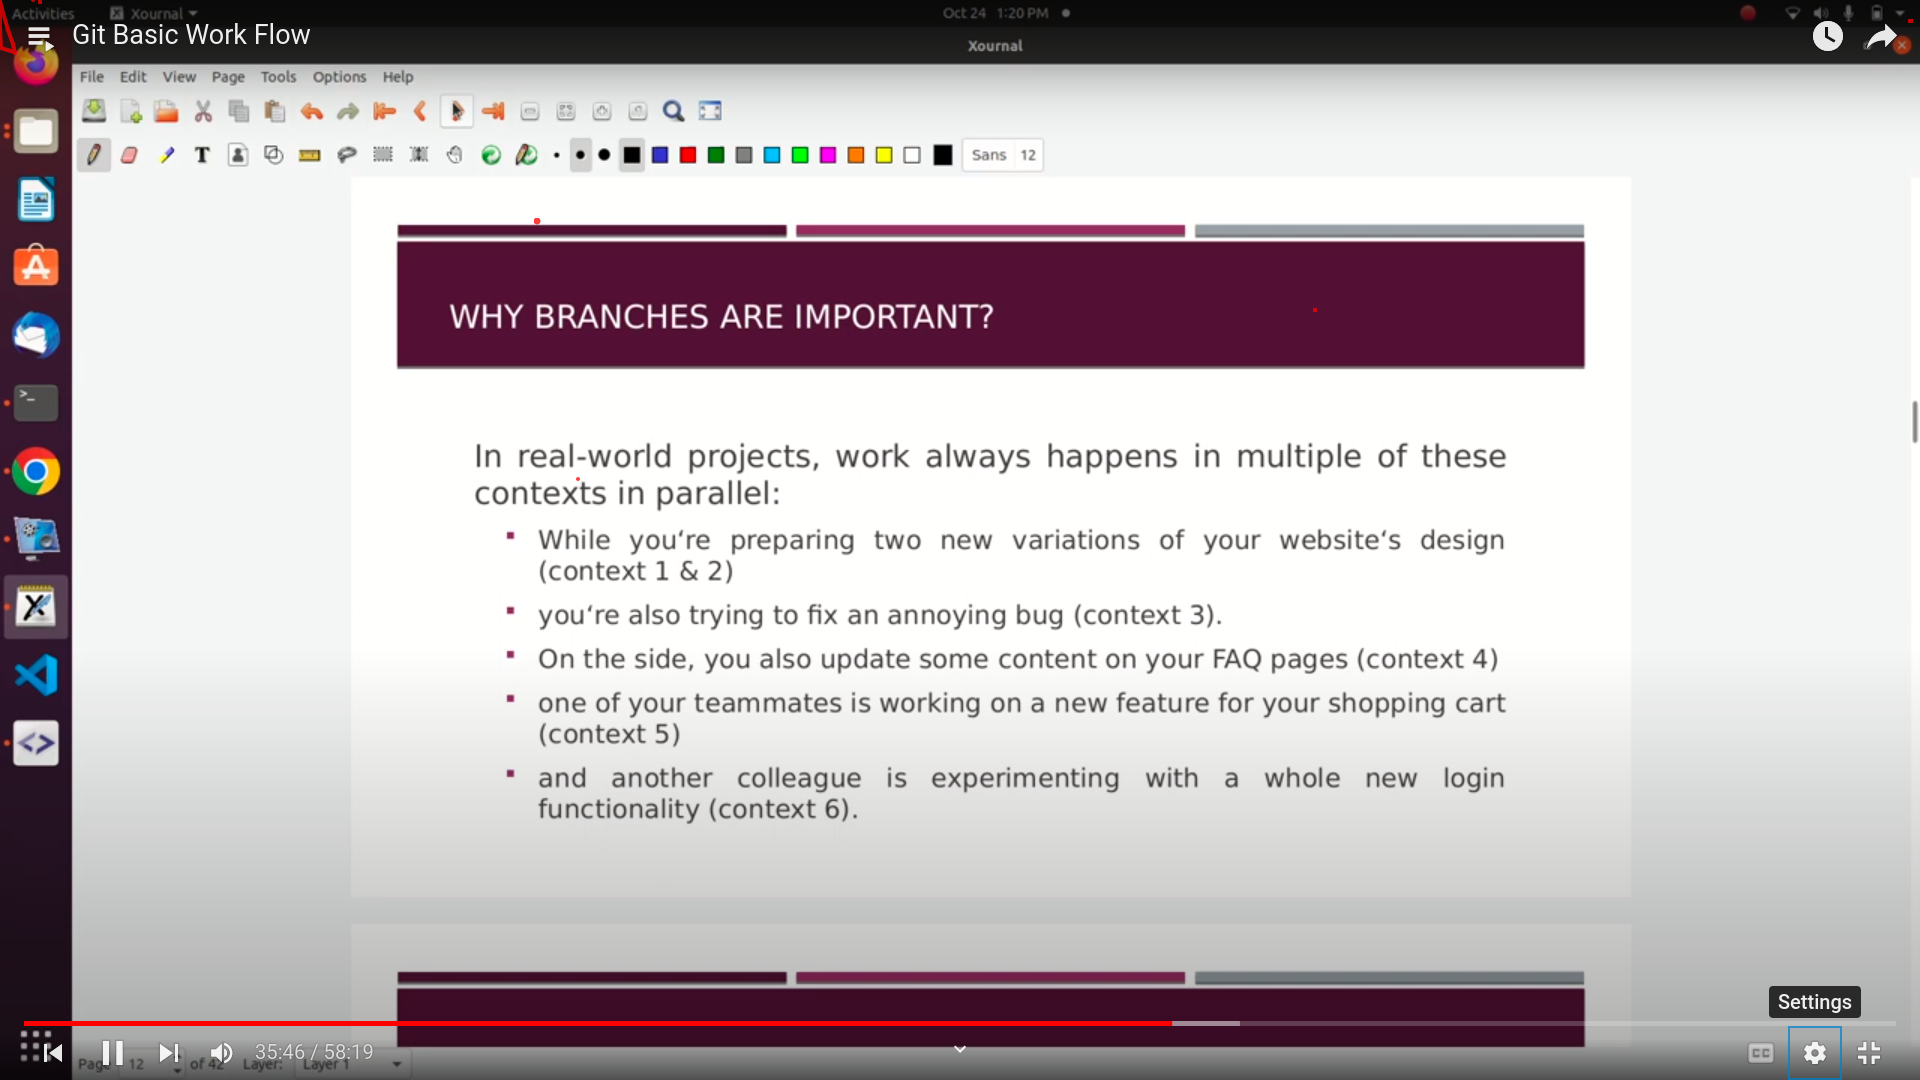 Activities
Xournal
Oct 24 1:20 PM
Git Basic Work Flow
Xournal
File Edit View Page Tools Options Help
Sans 12
WHY BRANCHES ARE IMPORTANT?
In real-world projects, work always happens in multiple of these
contexts in parallel:
While you‘re preparing two new variations of your website‘s design
(context 1 & 2)
you‘re also trying to fix an annoying bug (context 3).
On the side, you also update some content on your FAQ pages (context 4)
one of your teammates is working on a new feature for your shopping cart
(context 5)
and another colleague is experimenting with a whole new login
functionality (context 6).
Settings
35:46 / 58:19
CC
Page 12 of 42 Layer: Layer 1